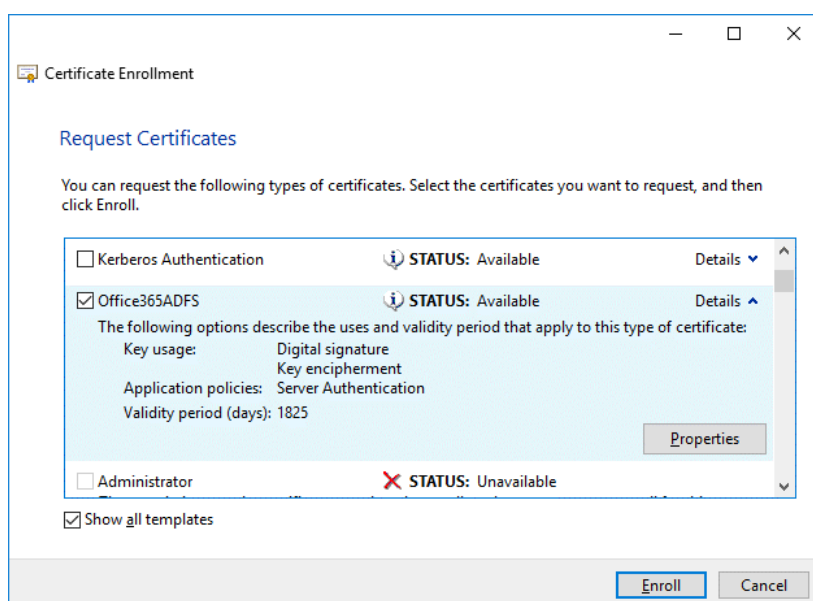 Certificate Enrollment
Request Certificates
You can request the following types of certificates. Select the certificates you want to request, and then
click Enroll.
Kerberos Authentication STATUS: Available Details
Office365ADFS STATUS: Available Details
The following options describe the uses and validity period that apply to this type of certificate:
Key usage: Digital signature
Key encipherment
Application policies: Server Authentication
Validity period (days): 1825
Properties
Administrator STATUS: Unavailable
Show all templates
Enroll Cancel